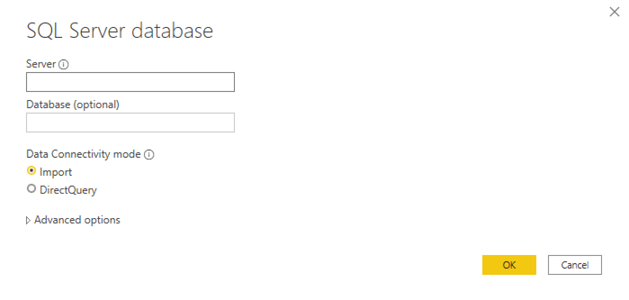 SQL Server database
Server
Database (optional)
Data Connectivity mode
Import
DirectQuery
Advanced options
OK Cancel